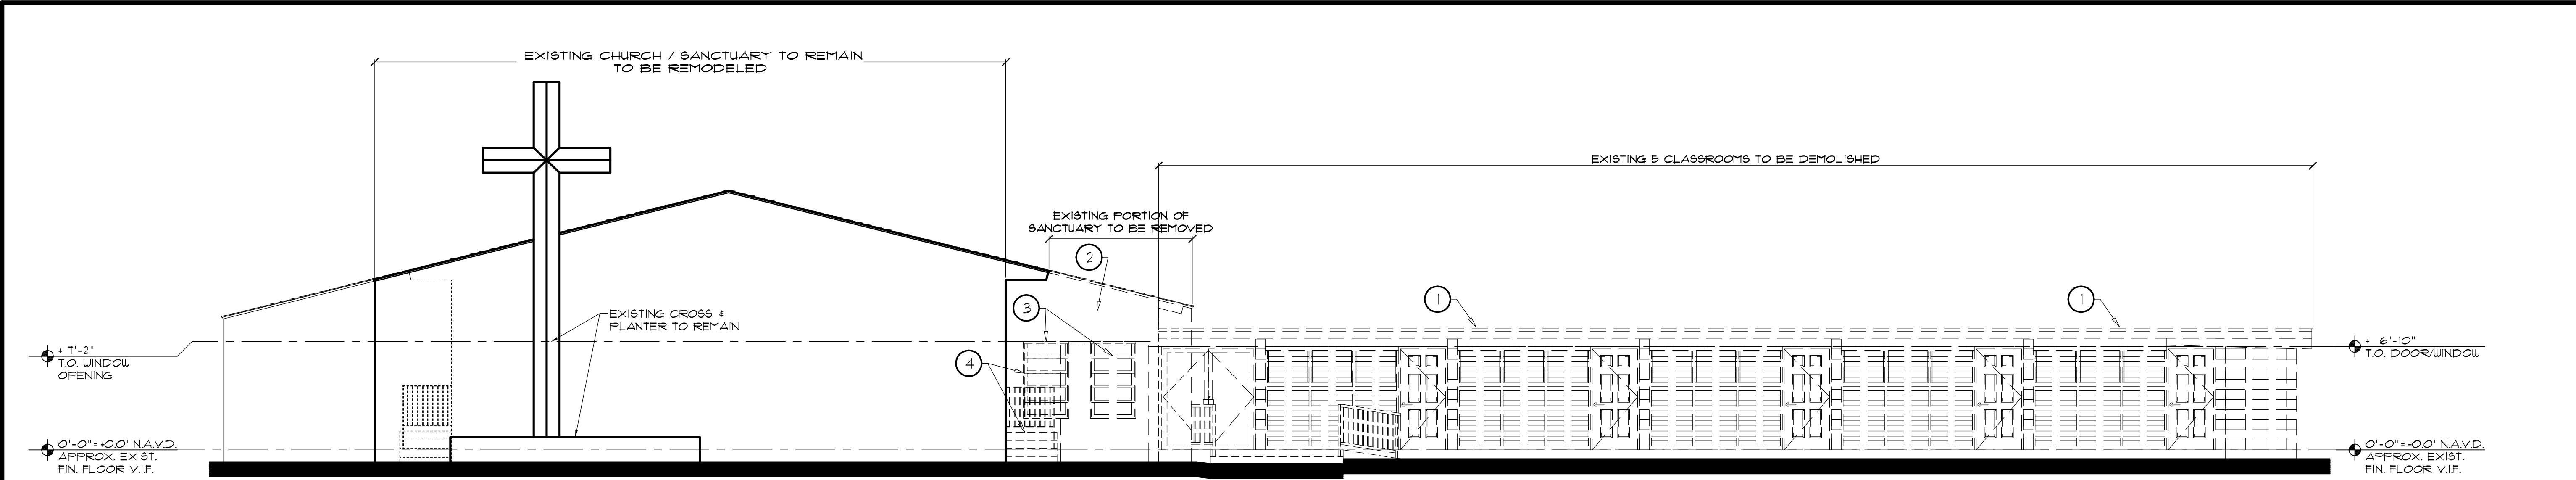 EXISTING CHURCH / SANCTUARY TO REMAIN
TO BE REMODELED
EXISTING 5 CLASSROOMS TO BE DEMOLISHED
EXISTING PORTION OF
SANCTUARY TO BE REMOVED
2
1
1
3
EXISTING CROSS &
PLANTER TO REMAIN
4
+ 7'-2"
T.O. WINDOW
OPENING
+ 6'-10"
T.O. DOOR/WINDOW
0'-0" = +0.0' N.A.V.D.
APPROX. EXIST.
FIN. FLOOR V.I.F.
0'-0" = +0.0' N.A.V.D.
APPROX. EXIST.
FIN. FLOOR V.I.F.